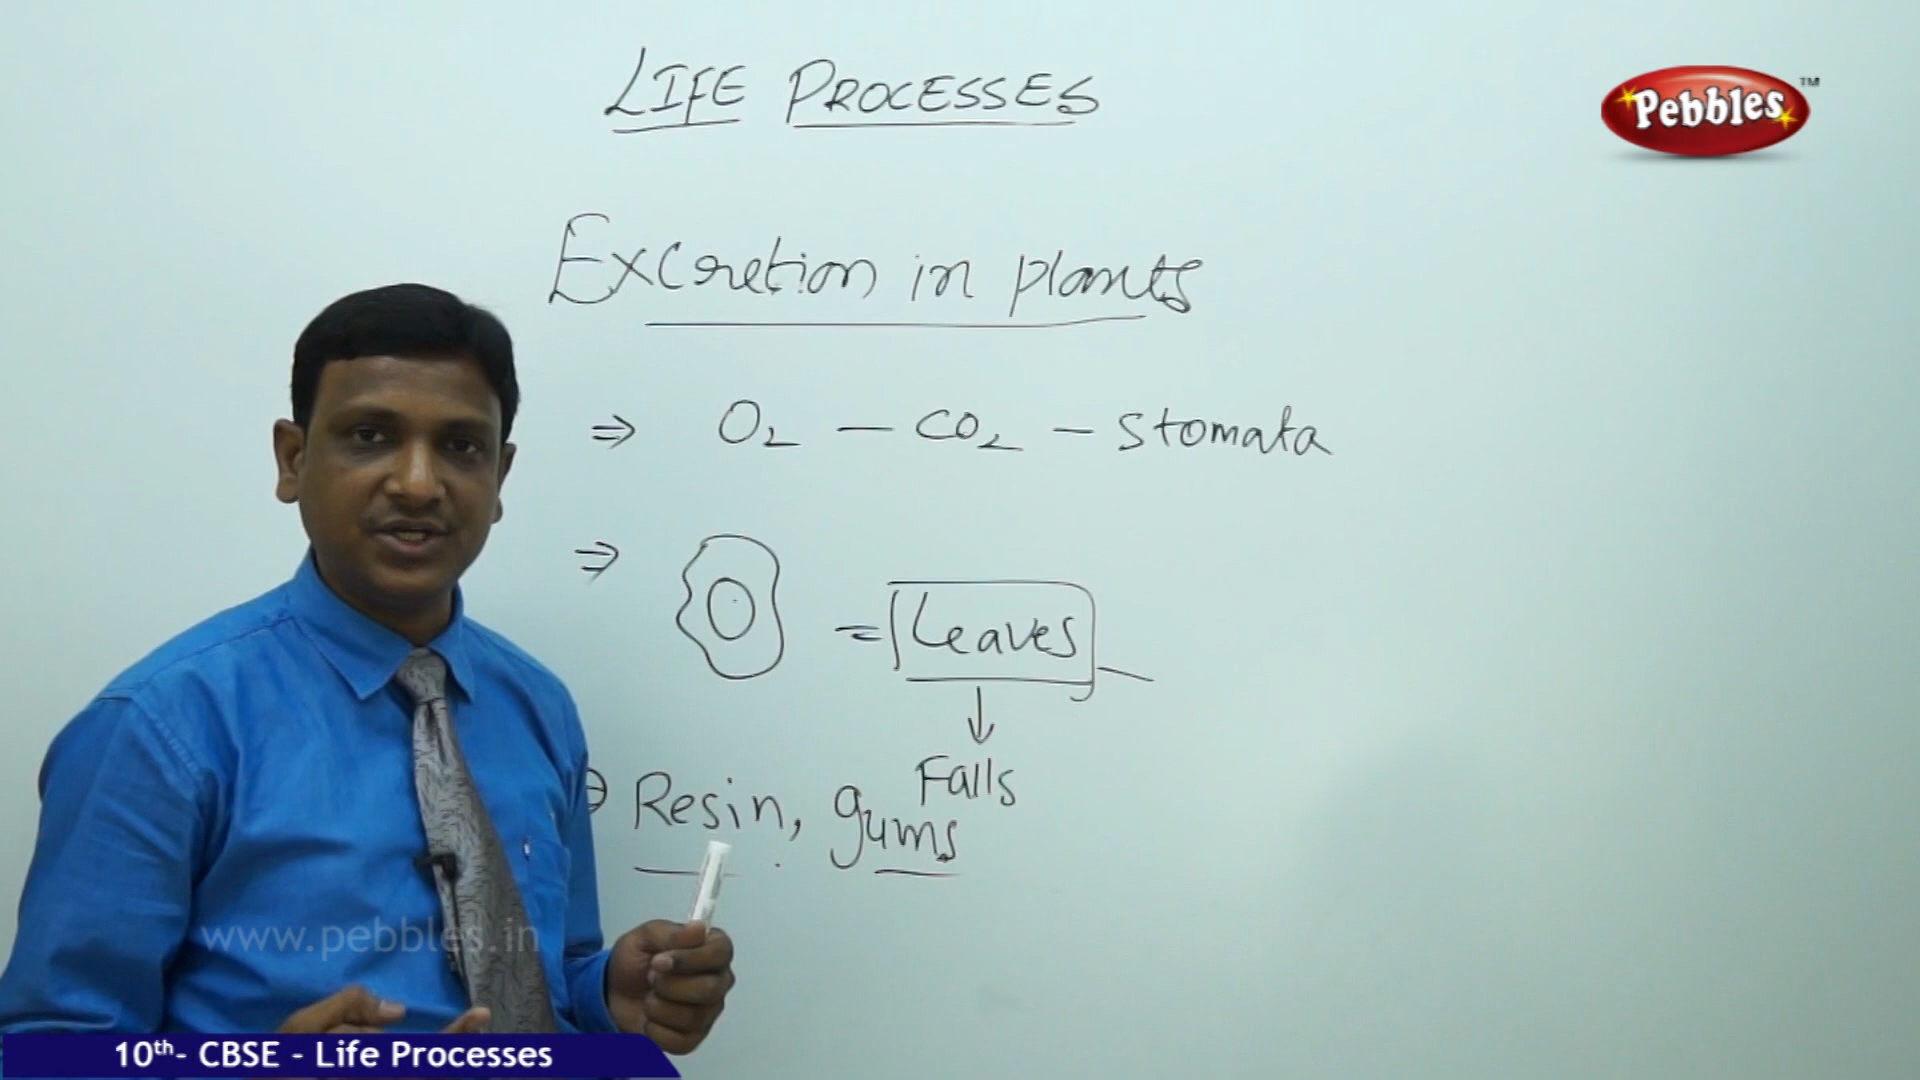 LIFE PROCESSES
Pebbles™
Excretion in plants
⇒ O₂ — CO₂ — Stomata
⇒ = Leaves
↓
Falls
Resin, gums
www.pebbles.in
10th- CBSE - Life Processes